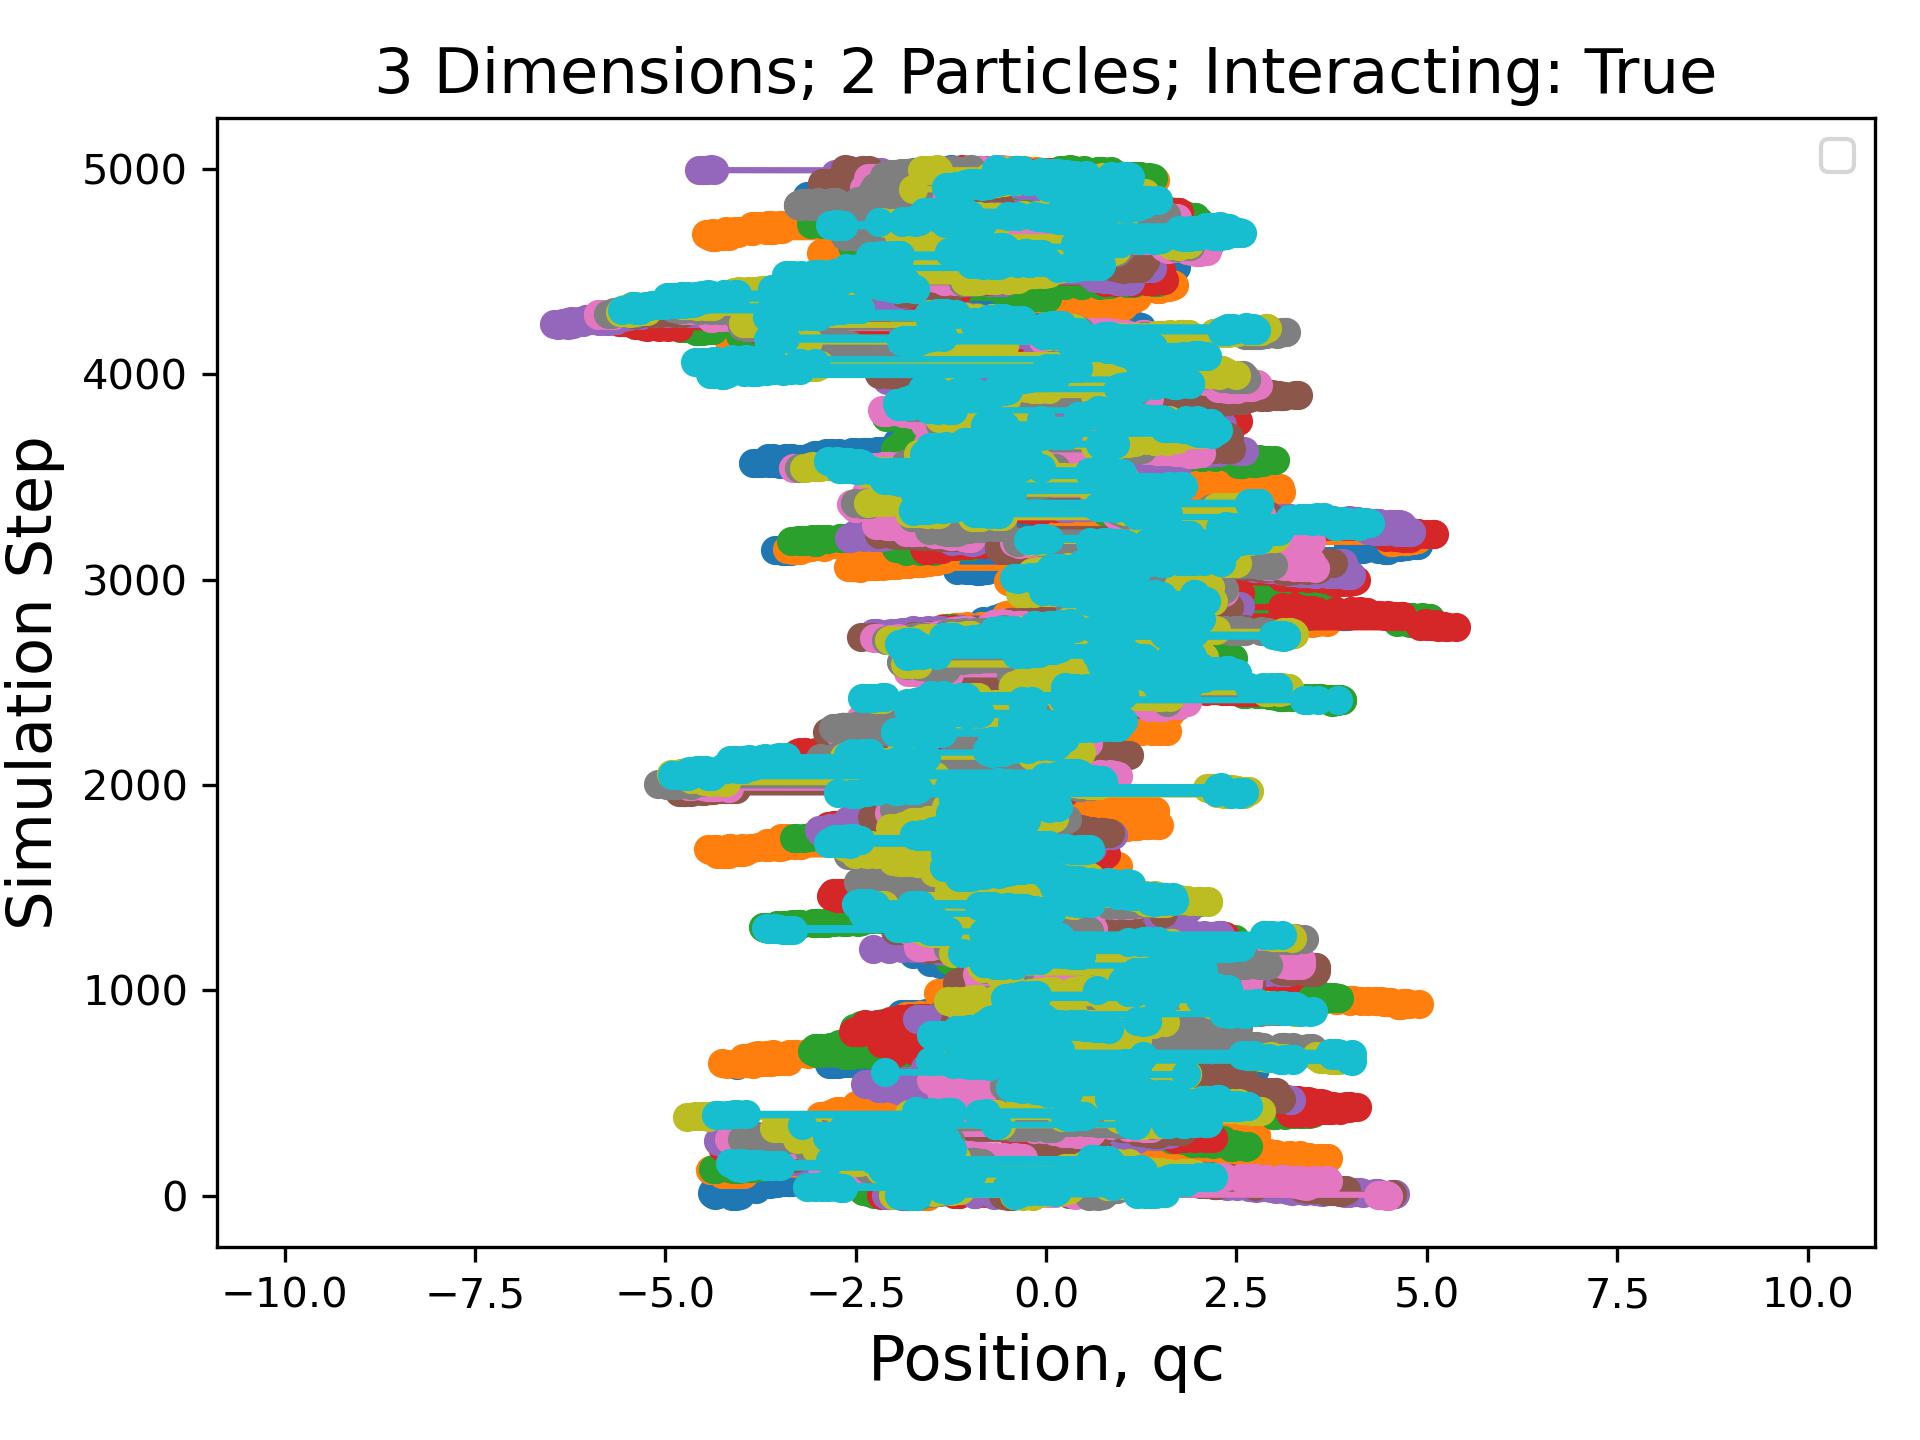 3 Dimensions; 2 Particles; Interacting: True
Simulation Step
5000
4000
3000
2000
1000
0
−10.0 −7.5 −5.0 −2.5 0.0 2.5 5.0 7.5 10.0
Position, qc